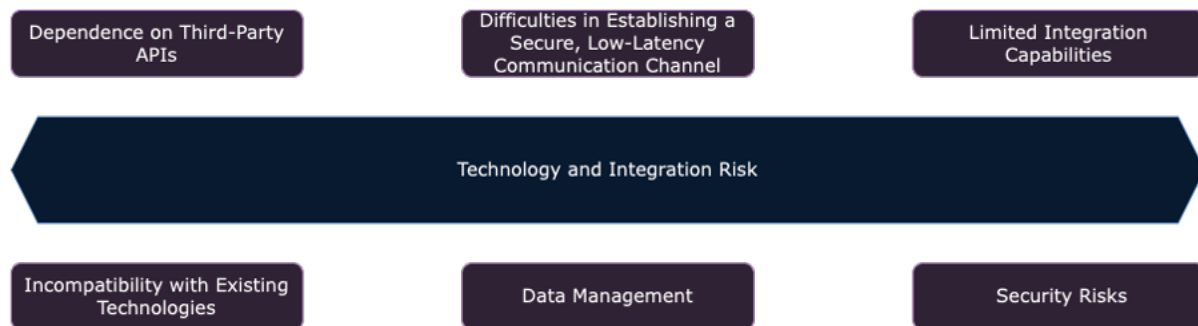 Dependence on Third-Party
APIs
Difficulties in Establishing a
Secure, Low-Latency
Communication Channel
Limited Integration
Capabilities
Technology and Integration Risk
Incompatibility with Existing
Technologies
Data Management
Security Risks